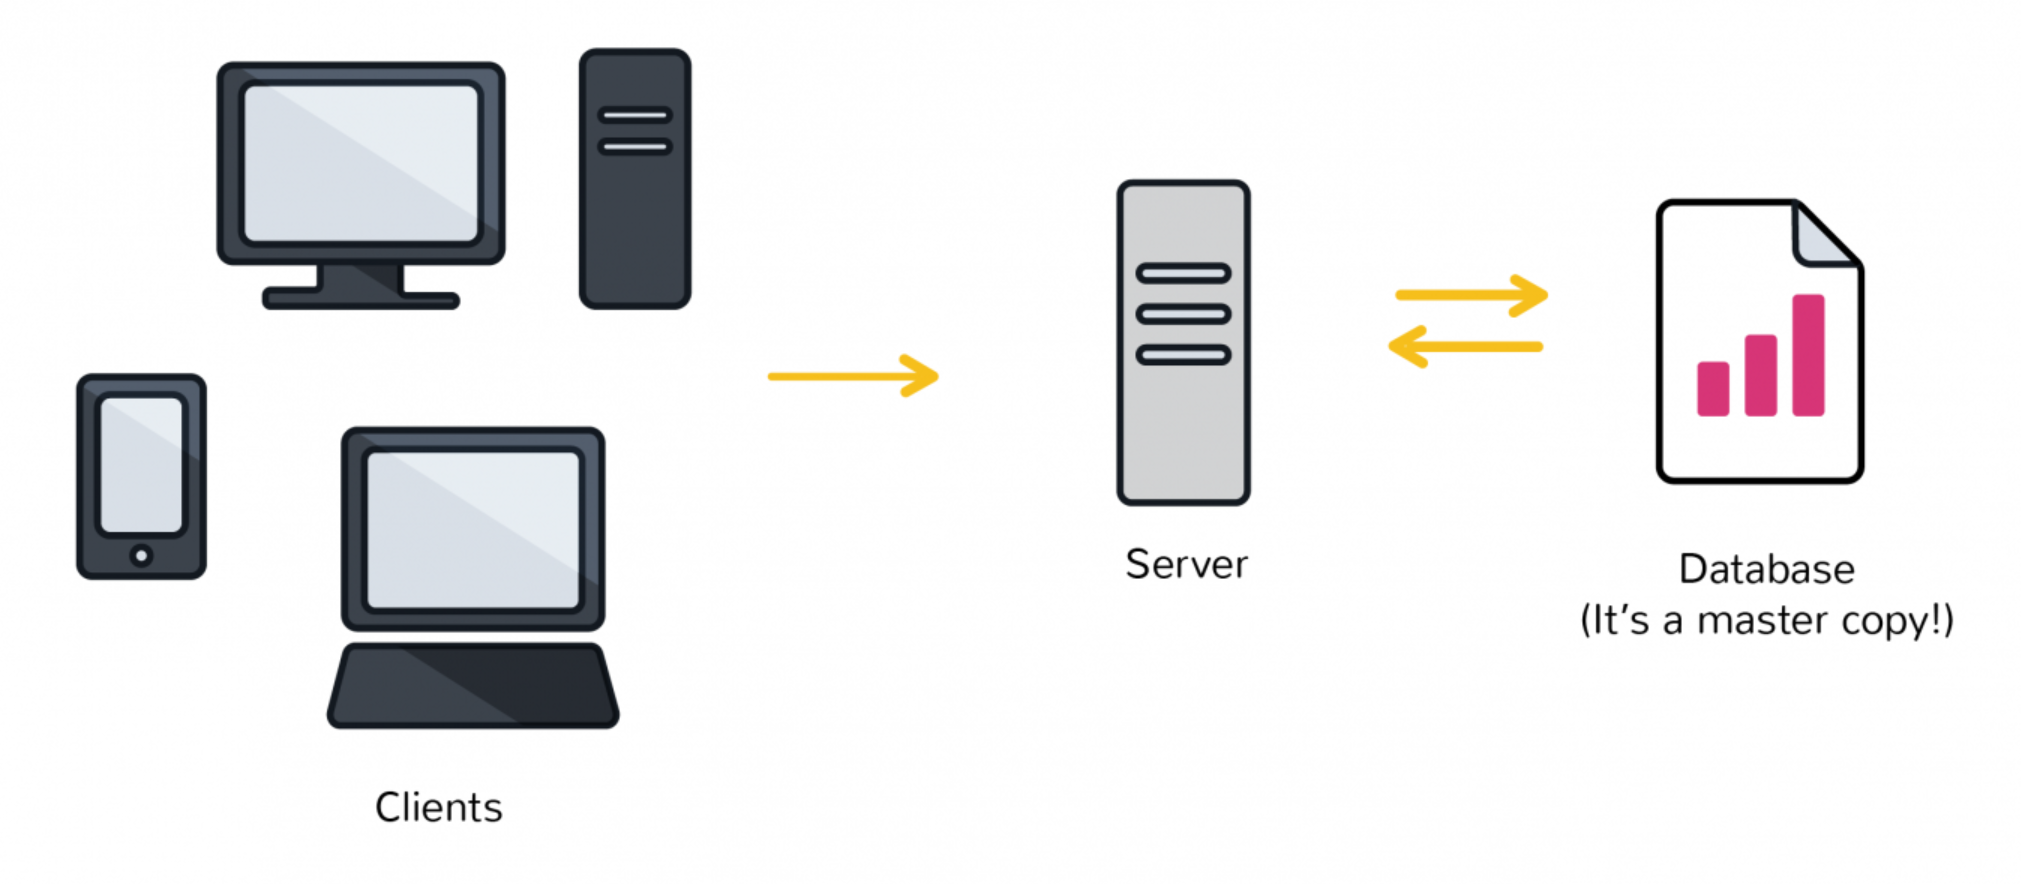 Server
Database
(It's a master copy!)
Clients